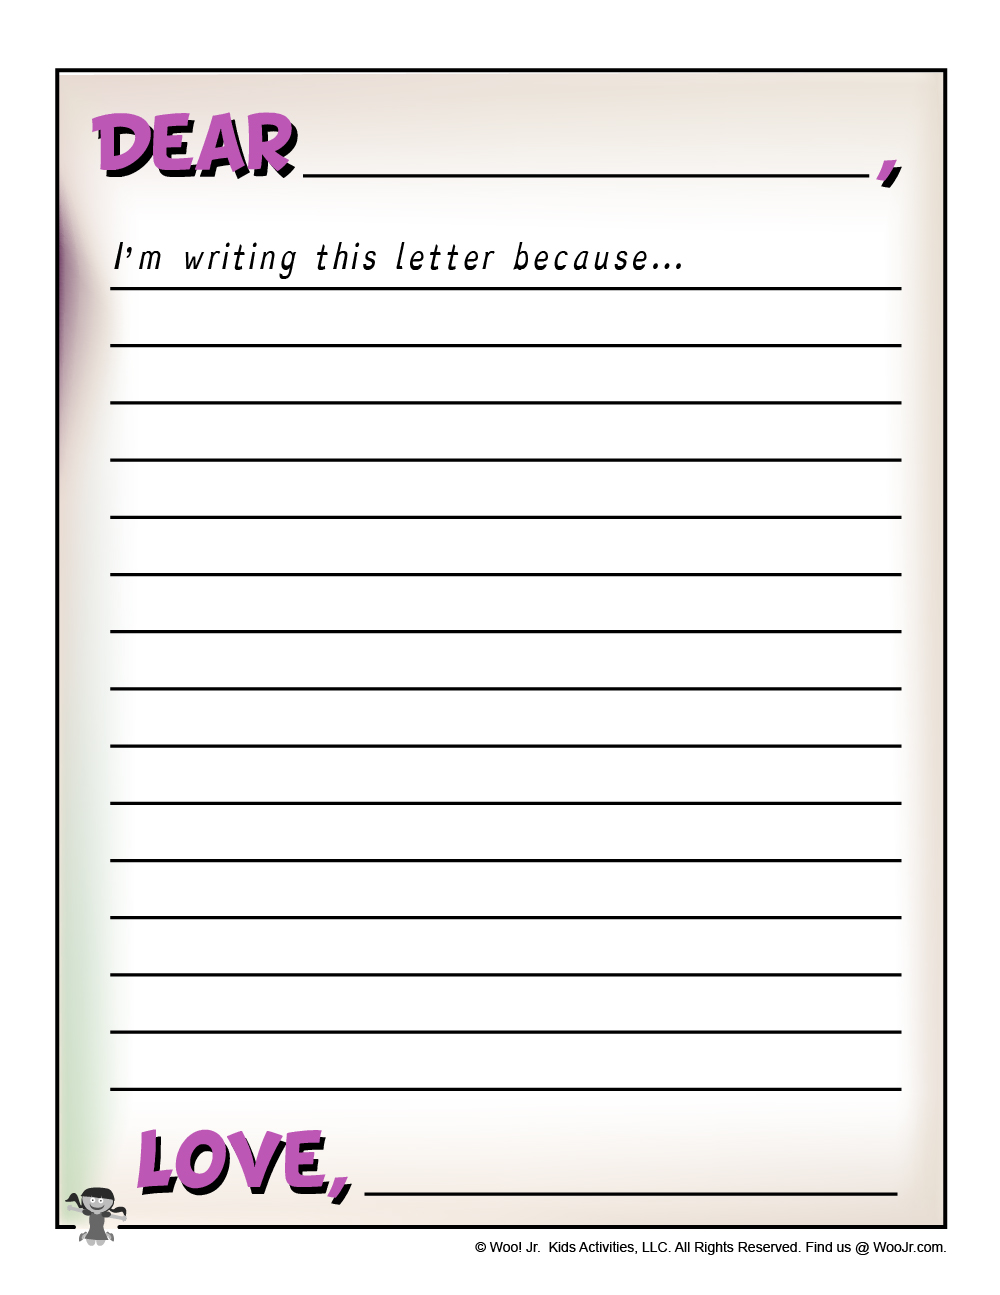 DEAR ,
I'm writing this letter because...
LOVE,
© Woo! Jr. Kids Activities, LLC. All Rights Reserved. Find us @ WooJr.com.